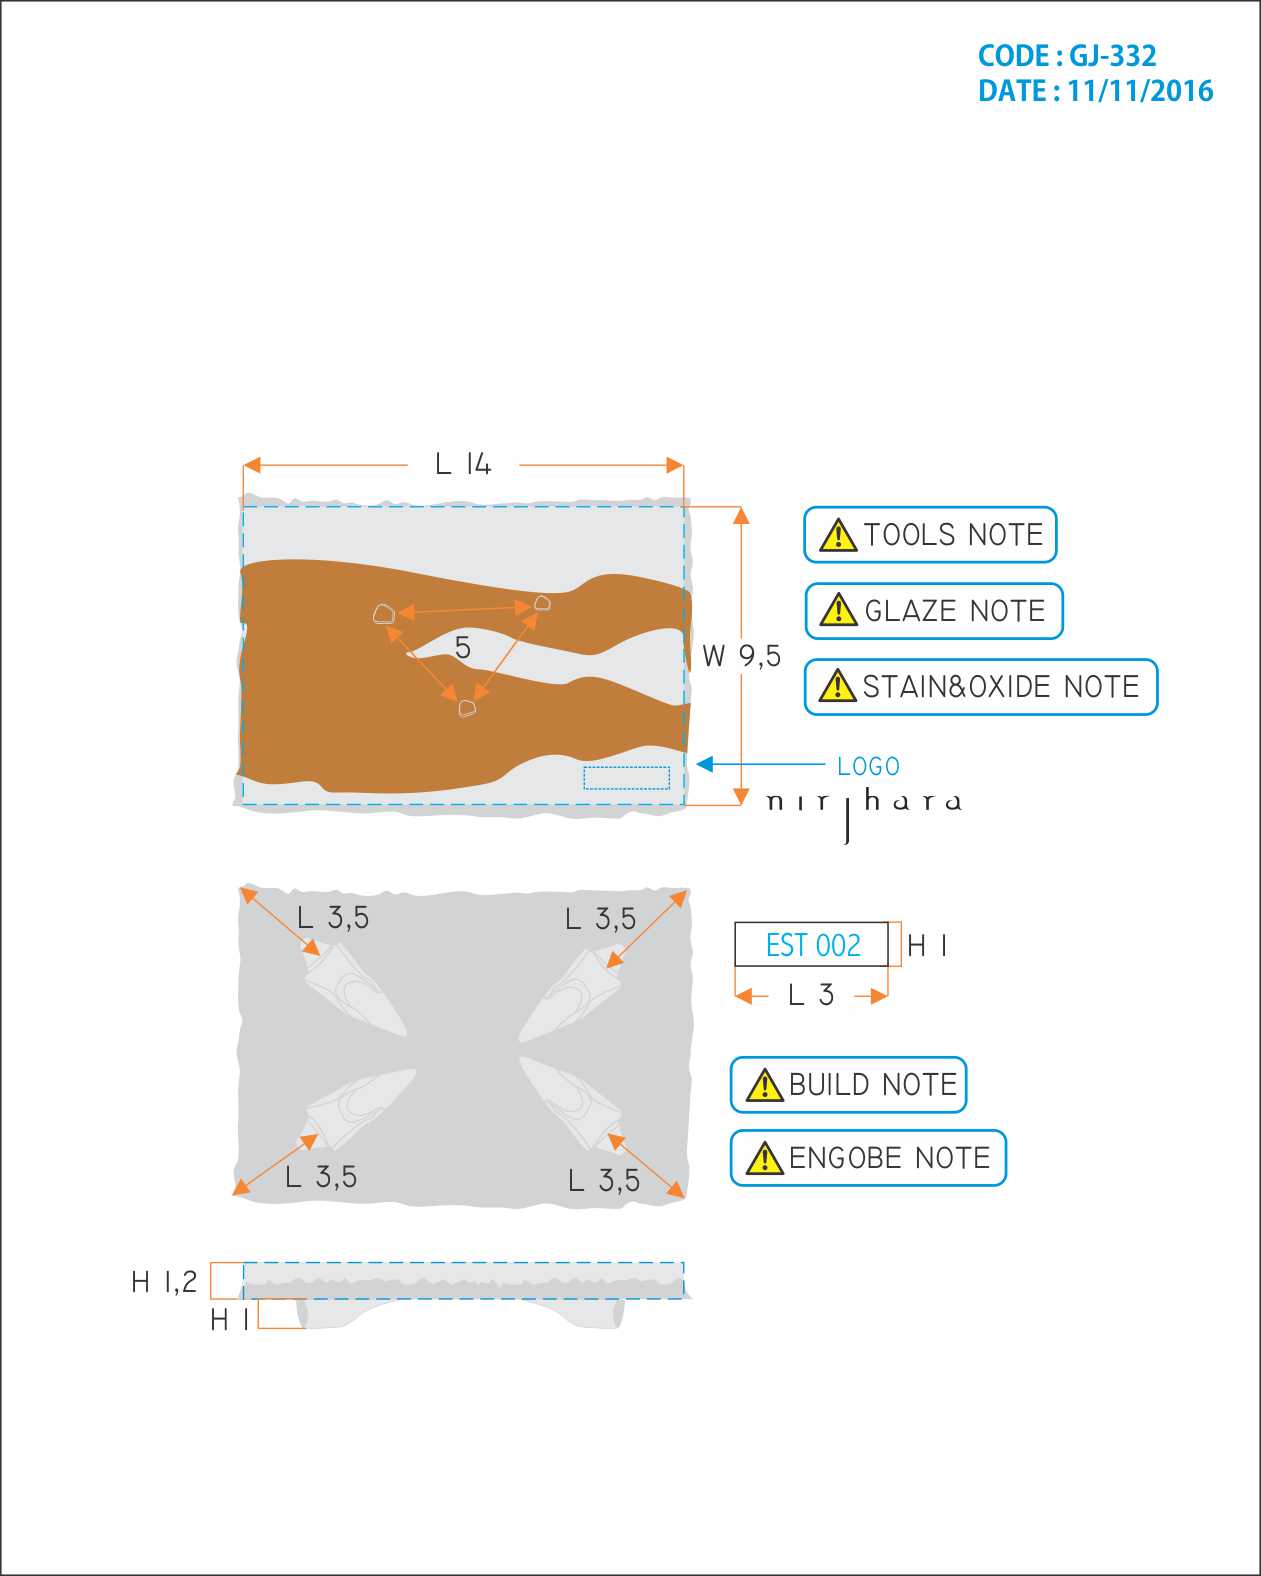 CODE : GJ-332
DATE : 11/11/2016
L 14
TOOLS NOTE
GLAZE NOTE
5
W 9,5
STAIN&OXIDE NOTE
LOGO
nirjhara
L 3,5
L 3,5
EST 002
H 1
L 3
BUILD NOTE
ENGOBE NOTE
L 3,5
L 3,5
H 1,2
H 1